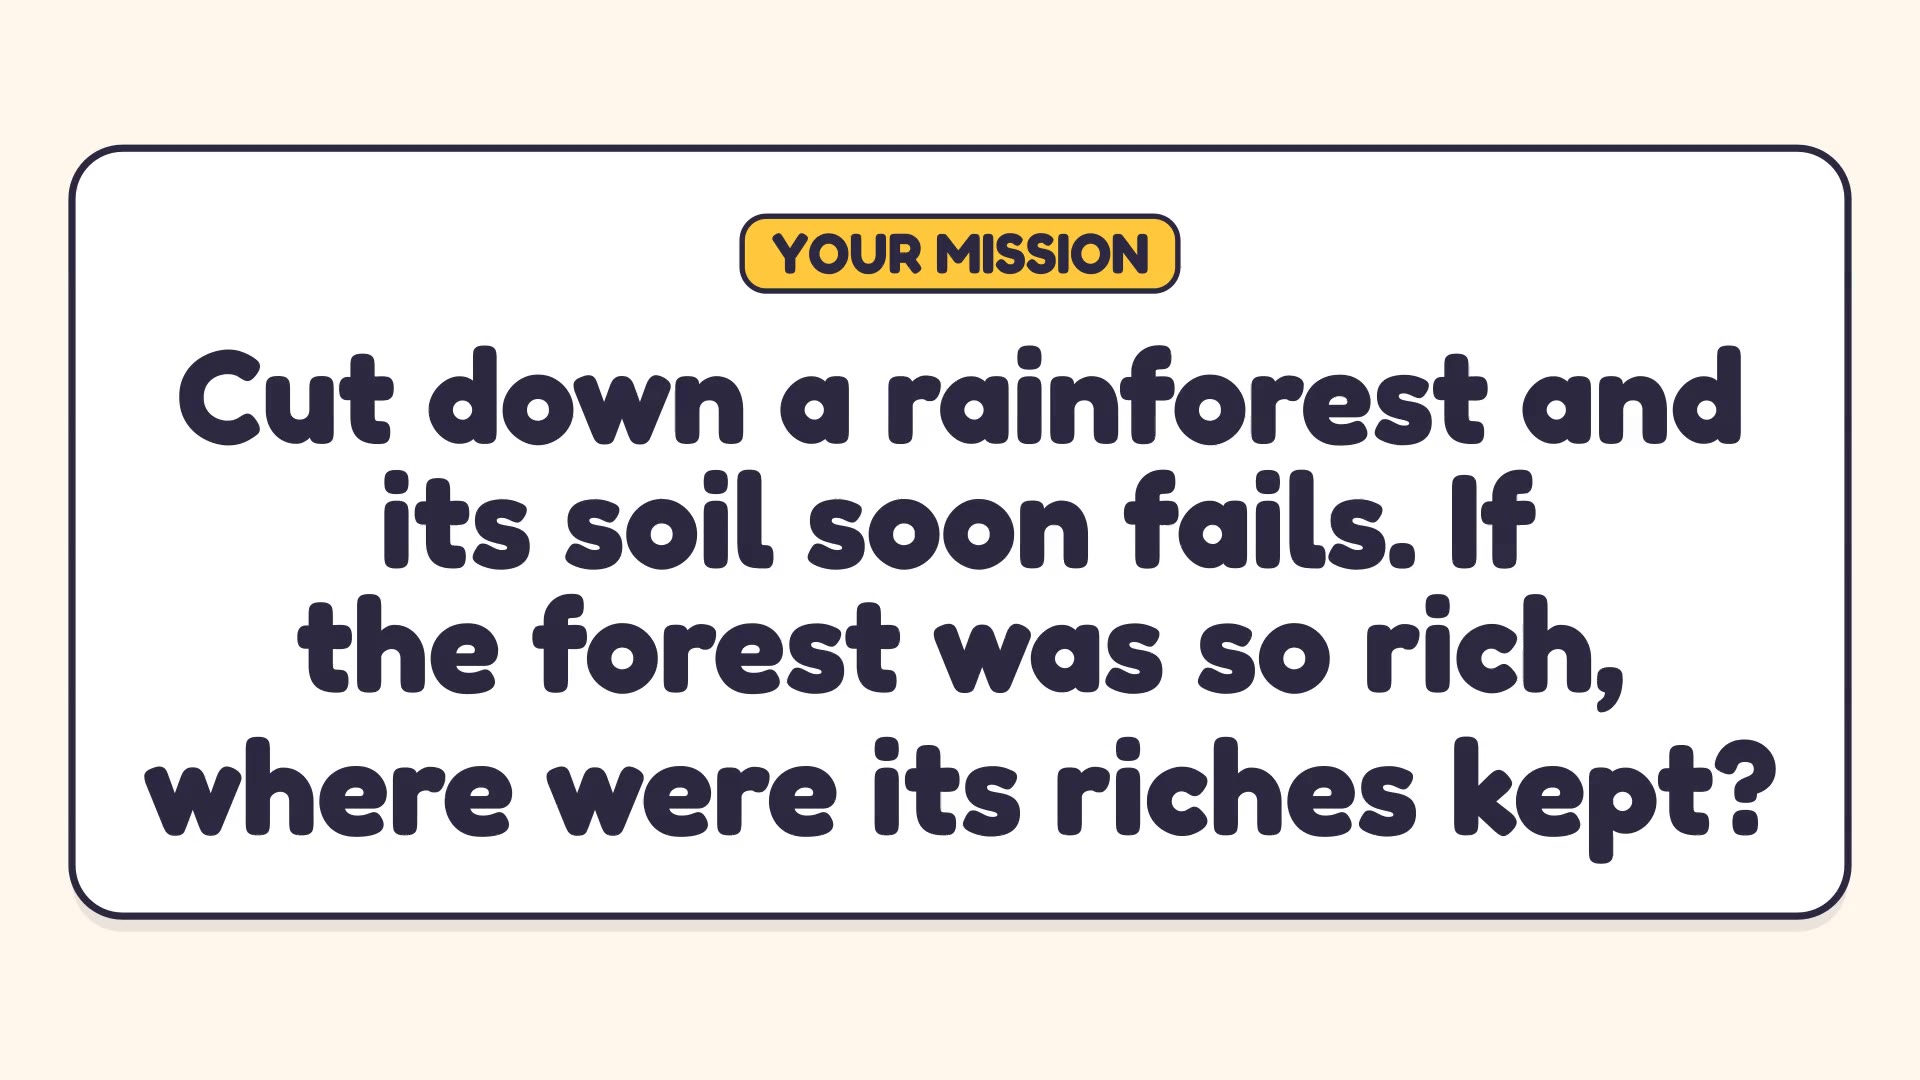 YOUR MISSION
Cut down a rainforest and
its soil soon fails. If
the forest was so rich,
where were its riches kept?